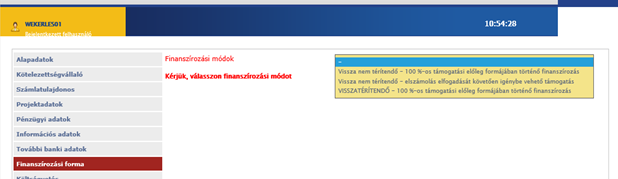 WEKERLE501
Bejelentkezett felhasználó
10:54:28
Alapadatok
Kötelezettségvállaló
Számlatulajdonos
Projektadatok
Pénzügyi adatok
Információs adatok
További banki adatok
Finanszírozási forma
Költségvetés
Finanszírozási módok
Kérjük, válasszon finanszírozási módot
-
Vissza nem térítendő - 100 %-os támogatási előleg formájában történő finanszírozás
Vissza nem térítendő - elszámolás elfogadását követően igénybe vehető támogatás
VISSZATÉRÍTENDŐ - 100 %-os támogatási előleg formájában történő finanszírozás